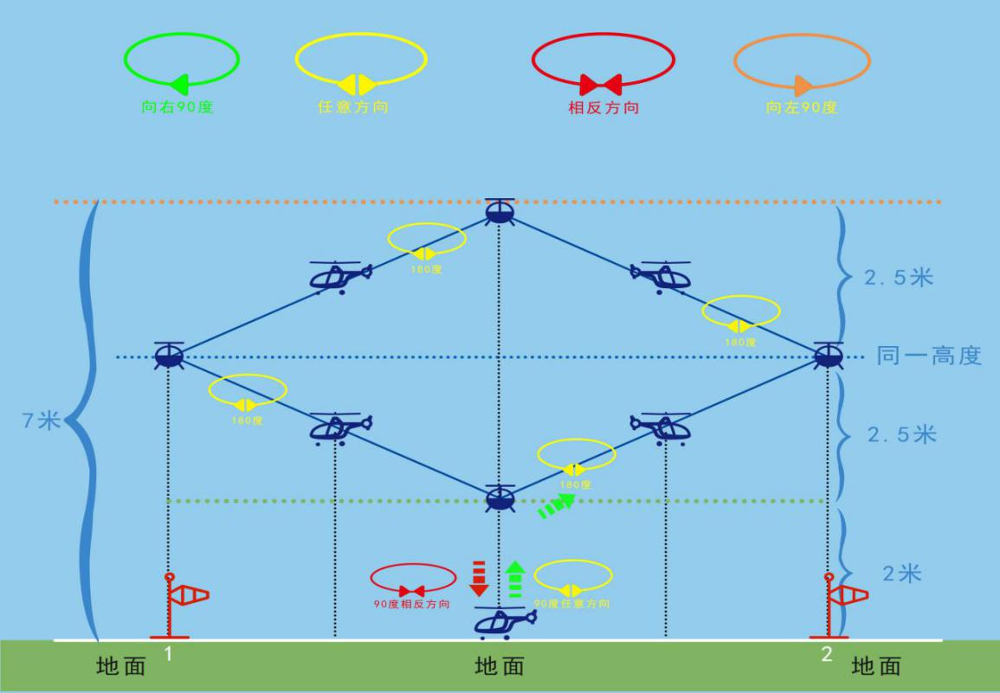 向右90度
任意方向
相反方向
向左90度
180度
2.5米
180度
同一高度
180度
7米
2.5米
180度
90度相反方向
90度任意方向
2米
1
2
地面
地面
地面